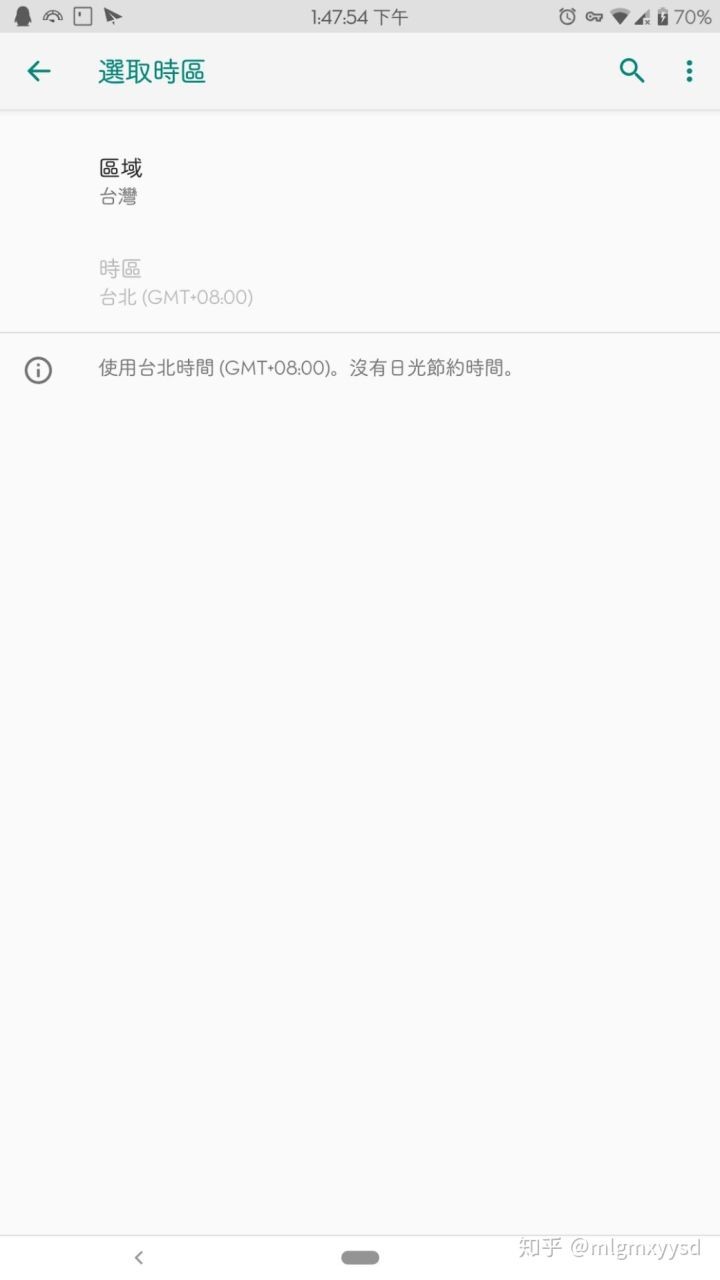 1:47:54 下午
70%
選取時區
區域
台灣
時區
台北 (GMT+08:00)
使用台北時間 (GMT+08:00)。沒有日光節約時間。
知乎 @mlgmxyysd